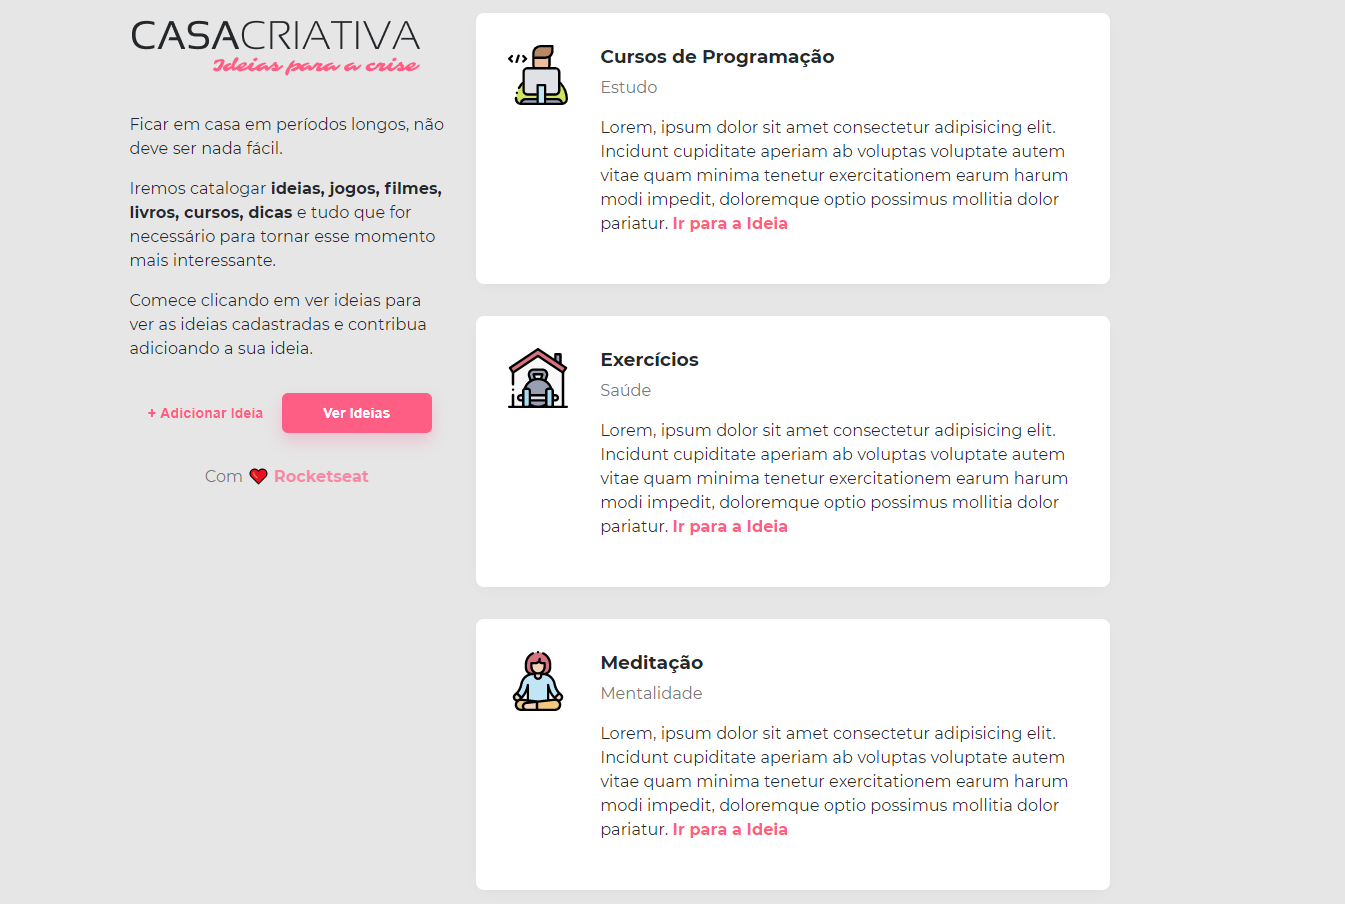 CASACRIATIVA
Ideias para a crise
Ficar em casa em períodos longos, não
deve ser nada fácil.
Iremos catalogar ideias, jogos, filmes,
livros, cursos, dicas e tudo que for
necessário para tornar esse momento
mais interessante.
Comece clicando em ver ideias para
ver as ideias cadastradas e contribua
adicioando a sua ideia.
+ Adicionar Ideia
Ver Ideias
Com ❤ Rocketseat
Cursos de Programação
Estudo
Lorem, ipsum dolor sit amet consectetur adipisicing elit.
Incidunt cupiditate aperiam ab voluptas voluptate autem
vitae quam minima tenetur exercitationem earum harum
modi impedit, doloremque optio possimus mollitia dolor
pariatur. Ir para a Ideia
Exercícios
Saúde
Lorem, ipsum dolor sit amet consectetur adipisicing elit.
Incidunt cupiditate aperiam ab voluptas voluptate autem
vitae quam minima tenetur exercitationem earum harum
modi impedit, doloremque optio possimus mollitia dolor
pariatur. Ir para a Ideia
Meditação
Mentalidade
Lorem, ipsum dolor sit amet consectetur adipisicing elit.
Incidunt cupiditate aperiam ab voluptas voluptate autem
vitae quam minima tenetur exercitationem earum harum
modi impedit, doloremque optio possimus mollitia dolor
pariatur. Ir para a Ideia